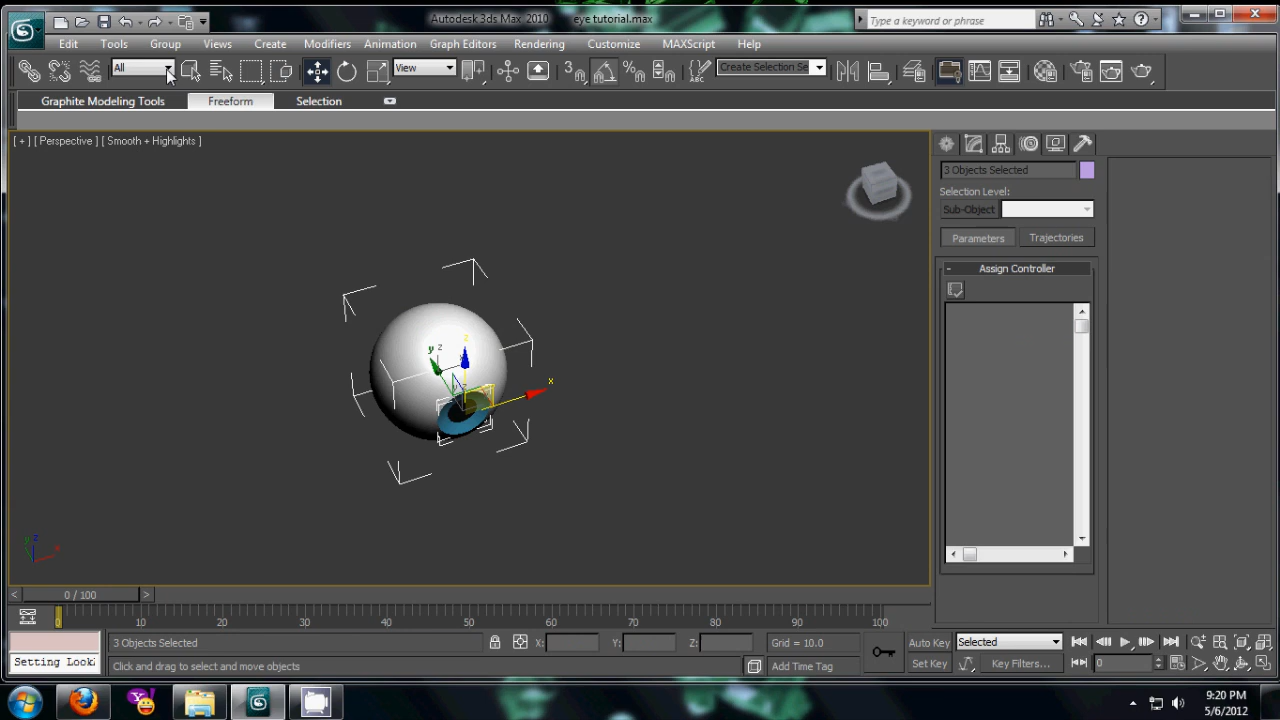 Autodesk 3ds Max 2010 eye tutorial.max
Type a keyword or phrase
Edit Tools Group Views Create Modifiers Animation Graph Editors Rendering Customize MAXScript Help
All View 3 Create Selection Se
Graphite Modeling Tools Freeform Selection
[ + ] [ Perspective ] [ Smooth + Highlights ]
3 Objects Selected
Selection Level:
Sub-Object
Parameters Trajectories
- Assign Controller
z
y z
x
y z
x
z
x
< 0 / 100 >
0 10 20 30 40 50 60 70 80 90 100
3 Objects Selected X: Y: Z: Grid = 10.0 Auto Key Selected
Setting Look Click and drag to select and move objects Add Time Tag Set Key Key Filters... 0
9:20 PM
5/6/2012